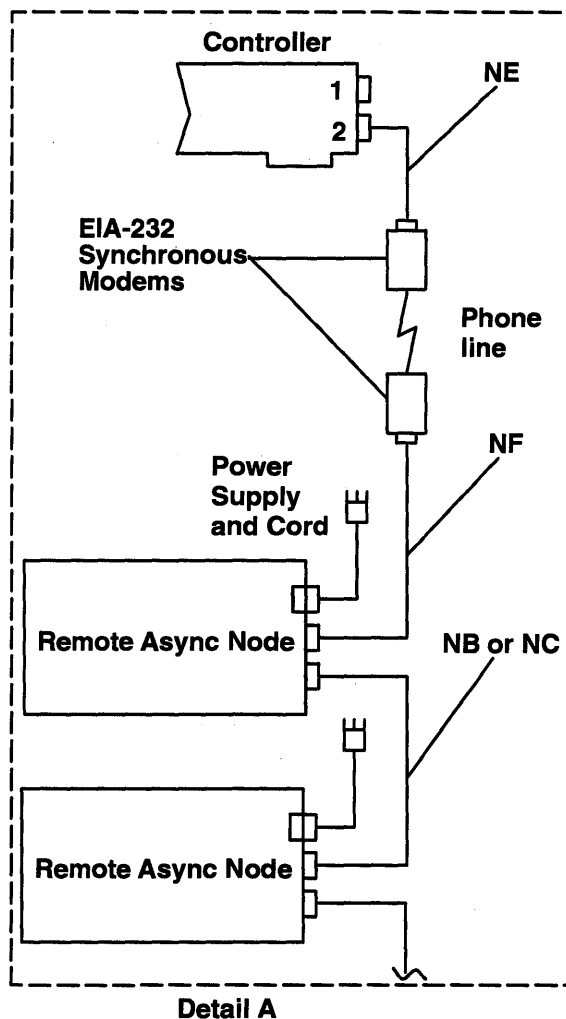 Controller
1
NE
2
EIA-232
Synchronous
Modems
Phone
line
NF
Power
Supply
and Cord
Remote Async Node
NB or NC
Remote Async Node
Detail A